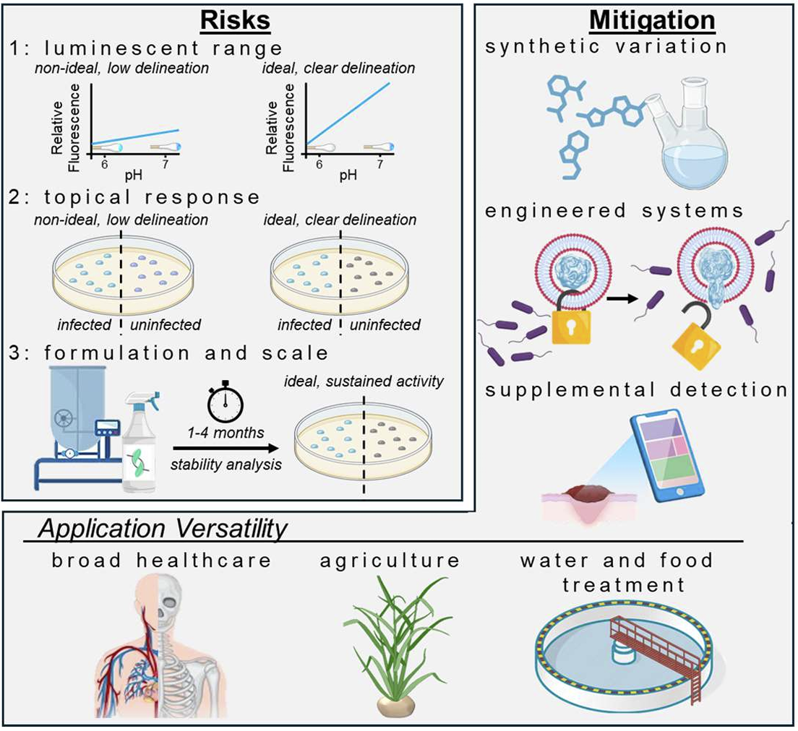 Risks
1: luminescent range
non-ideal, low delineation
ideal, clear delineation
Relative
Fluorescence
6
7
pH
Relative
Fluorescence
6
7
pH
2: topical response
non-ideal, low delineation
ideal, clear delineation
infected
uninfected
infected
uninfected
3: formulation and scale
1-4 months
stability analysis
ideal, sustained activity
Mitigation
synthetic variation
engineered systems
supplemental detection
Application Versatility
broad healthcare
agriculture
water and food
treatment